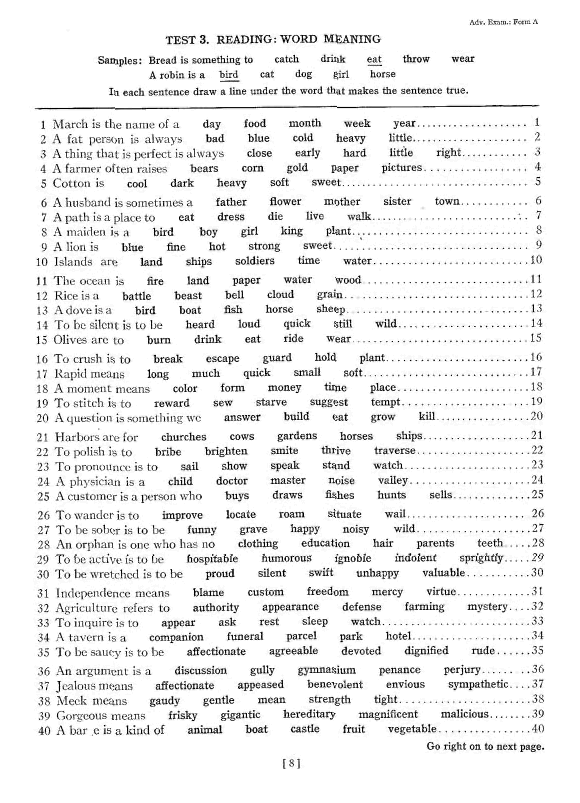 Adv. Exam.: Form A
TEST 3. READING: WORD MEANING
Samples: Bread is something to catch drink eat throw wear
A robin is a bird cat dog girl horse
In each sentence draw a line under the word that makes the sentence true.
1 March is the name of a day food month week year.................... 1
2 A fat person is always bad blue cold heavy little.................... 2
3 A thing that is perfect is always close early hard little right........... 3
4 A farmer often raises bears corn gold paper pictures................. 4
5 Cotton is cool dark heavy soft sweet................................. 5
6 A husband is sometimes a father flower mother sister town............ 6
7 A path is a place to eat dress die live walk........................... 7
8 A maiden is a bird boy girl king plant............................... 8
9 A lion is blue fine hot strong sweet................................. 9
10 Islands are land ships soldiers time water..........................10
11 The ocean is fire land paper water wood...........................11
12 Rice is a battle beast bell cloud grain..............................12
13 A dove is a bird boat fish horse sheep..............................13
14 To be silent is to be heard loud quick still wild....................14
15 Olives are to burn drink eat ride wear............................15
16 To crush is to break escape guard hold plant......................16
17 Rapid means long much quick small soft..........................17
18 A moment means color form money time place....................18
19 To stitch is to reward sew starve suggest tempt...................19
20 A question is something we answer build eat grow kill...............20
21 Harbors are for churches cows gardens horses ships.................21
22 To polish is to bribe brighten smite thrive traverse.................22
23 To pronounce is to sail show speak stand watch...................23
24 A physician is a child doctor master noise valley...................24
25 A customer is a person who buys draws fishes hunts sells............25
26 To wander is to improve locate roam situate wail...................26
27 To be sober is to be funny grave happy noisy wild..................27
28 An orphan is one who has no clothing education hair parents teeth.....28
29 To be active is to be hospitable humorous ignoble indolent sprightly.....29
30 To be wretched is to be proud silent swift unhappy valuable..........30
31 Independence means blame custom freedom mercy virtue..............31
32 Agriculture refers to authority appearance defense farming mystery....32
33 To inquire is to appear ask rest sleep watch.......................33
34 A tavern is a companion funeral parcel park hotel..................34
35 To be saucy is to be affectionate agreeable devoted dignified rude......35
36 An argument is a discussion gully gymnasium penance perjury.........36
37 Jealous means affectionate appeased benevolent envious sympathetic....37
38 Meek means gaudy gentle mean strength tight......................38
39 Gorgeous means frisky gigantic hereditary magnificent malicious........39
40 A bar e is a kind of animal boat castle fruit vegetable................40
Go right on to next page.
[ 8 ]